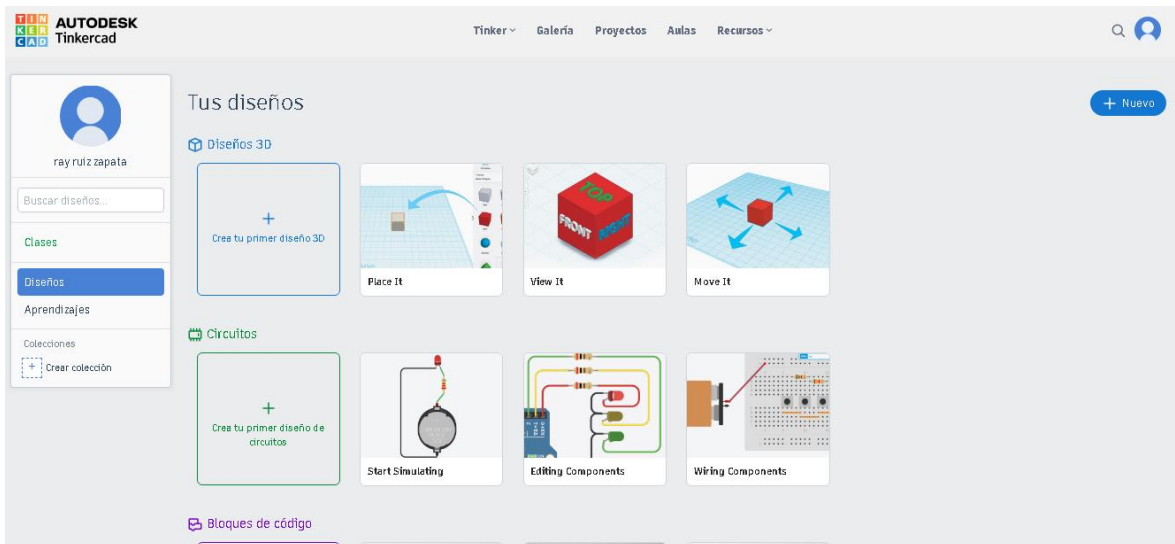 TIN
KER
CAD
AUTODESK
Tinkercad
Tinker Galería Proyectos Aulas Recursos
ray ruiz zapata
Buscar diseños...
Clases
Diseños
Aprendizajes
Colecciones
+ Crear colección
Tus diseños
+ Nuevo
Diseños 3D
+
Crea tu primer diseño 3D
Place It
TOP
FRONT
RIGHT
View It
Move It
Circuitos
+
Crea tu primer diseño de
circuitos
Start Simulating
Editing Components
Wiring Components
Bloques de código